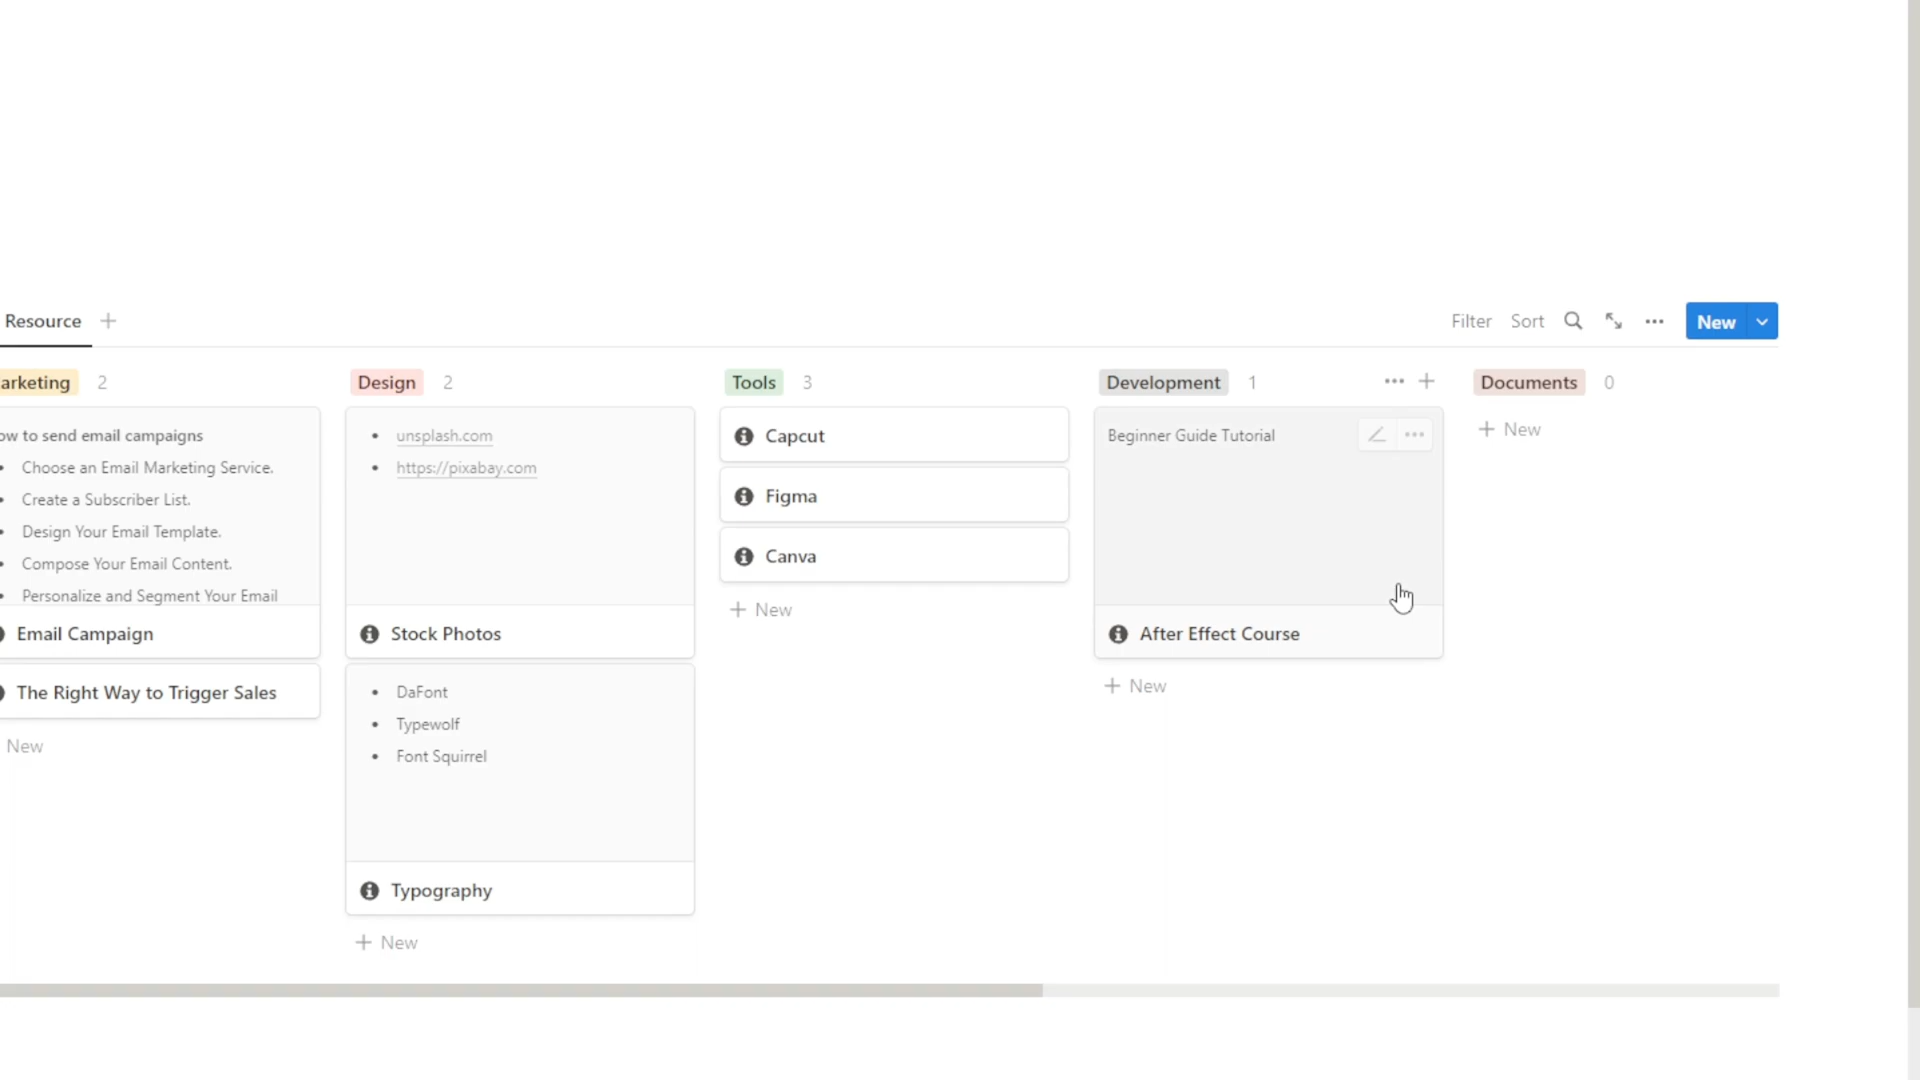 Resource
Filter Sort
New
arketing 2
ow to send email campaigns
• Choose an Email Marketing Service.
• Create a Subscriber List.
• Design Your Email Template.
• Compose Your Email Content.
• Personalize and Segment Your Email
Email Campaign
The Right Way to Trigger Sales
New
Design 2
• unsplash.com
• https://pixabay.com
Stock Photos
• DaFont
• Typewolf
• Font Squirrel
Typography
+ New
Tools 3
Capcut
Figma
Canva
+ New
Development 1
Beginner Guide Tutorial
After Effect Course
+ New
Documents 0
+ New